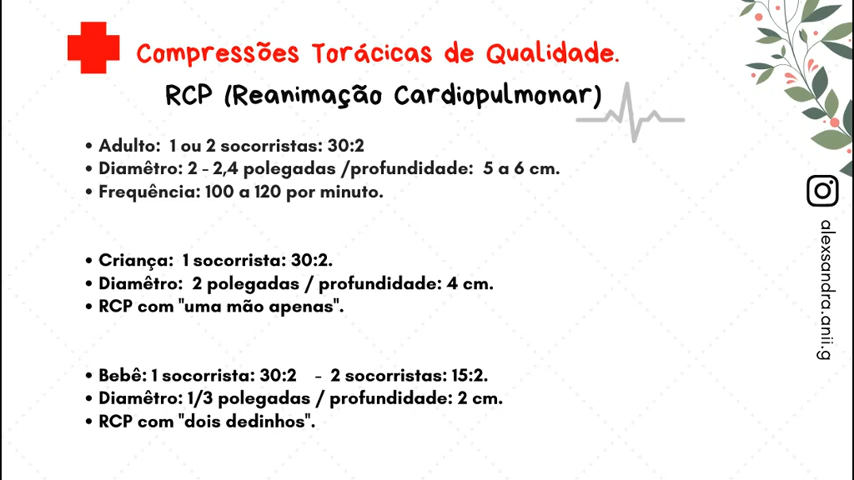 Compressões Torácicas de Qualidade.
RCP (Reanimação Cardiopulmonar)
• Adulto: 1 ou 2 socorristas: 30:2
• Diamêtro: 2 - 2,4 polegadas /profundidade: 5 a 6 cm.
• Frequência: 100 a 120 por minuto.
• Criança: 1 socorrista: 30:2.
• Diamêtro: 2 polegadas / profundidade: 4 cm.
• RCP com "uma mão apenas".
• Bebê: 1 socorrista: 30:2 - 2 socorristas: 15:2.
• Diamêtro: 1/3 polegadas / profundidade: 2 cm.
• RCP com "dois dedinhos".
alexsandra.anii.g